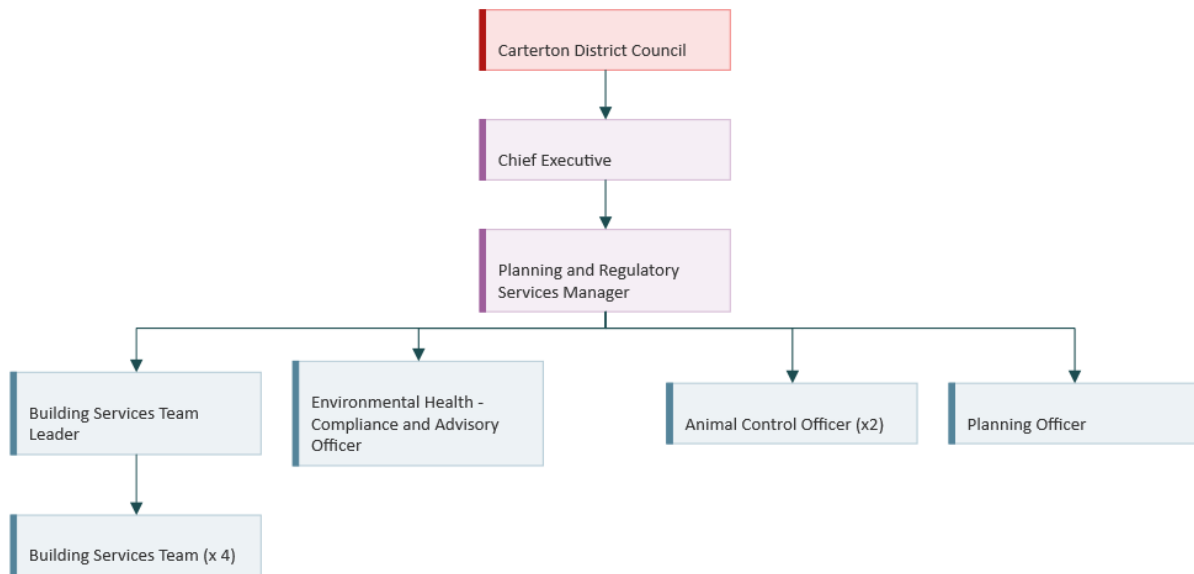 Carterton District Council
Chief Executive
Planning and Regulatory
Services Manager
Building Services Team
Leader
Environmental Health -
Compliance and Advisory
Officer
Animal Control Officer (x2)
Planning Officer
Building Services Team (x 4)